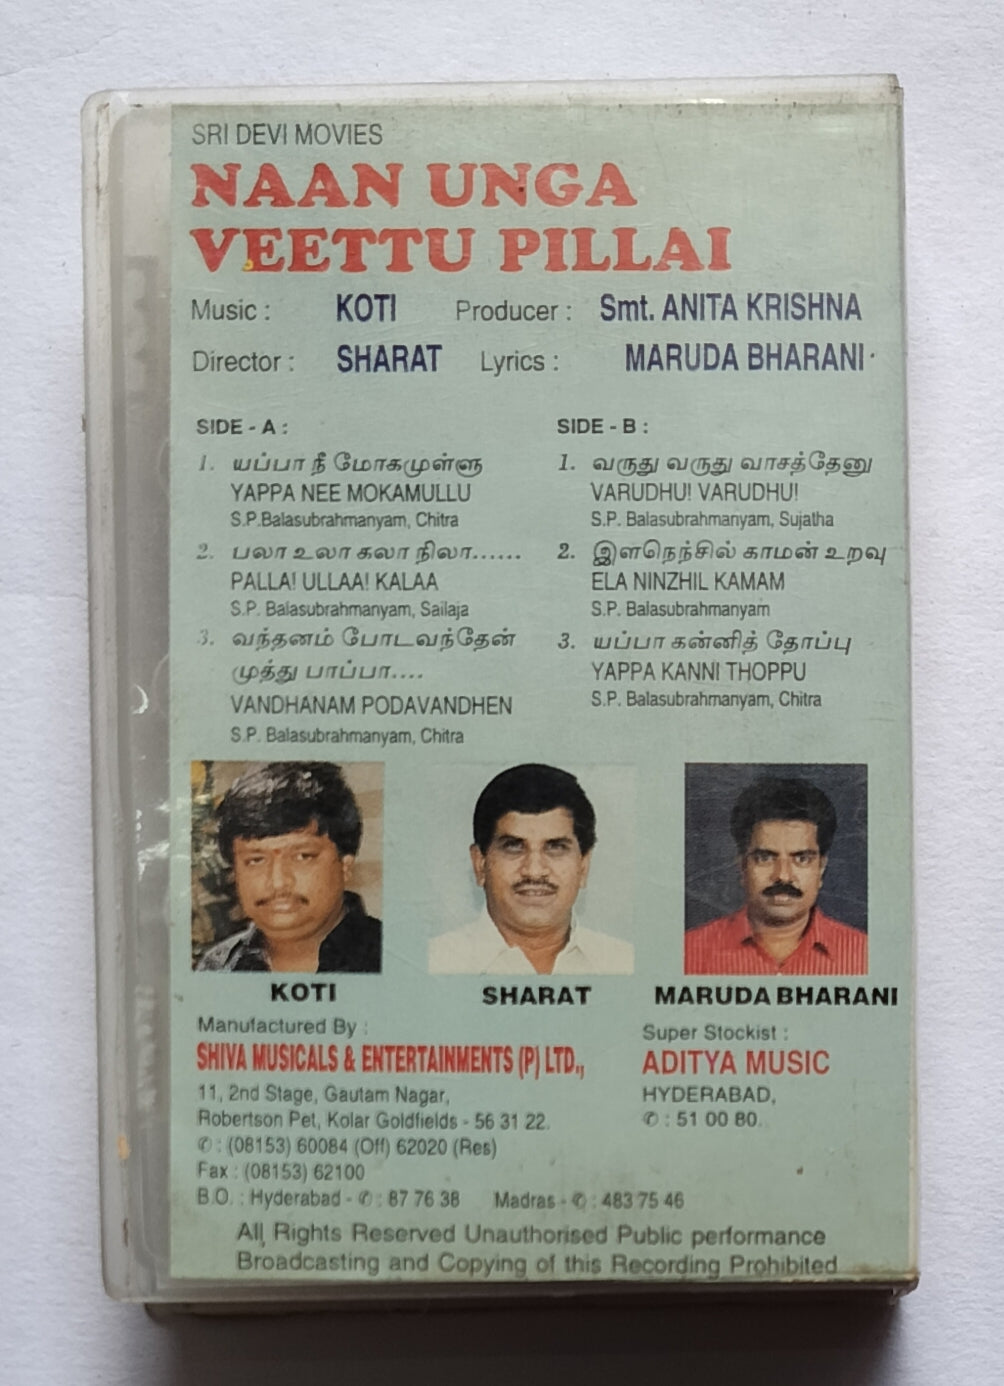 SRI DEVI MOVIES
NAAN UNGA
VEETTU PILLAI
Music : KOTI Producer : Smt. ANITA KRISHNA
Director : SHARAT Lyrics : MARUDA BHARANI
SIDE - A :
1. யப்பா நீ மோகமுள்ளு
YAPPA NEE MOKAMULLU
S.P.Balasubrahmanyam, Chitra
2. பலா உலா கலா நிலா......
PALLA! ULLAA! KALAA
S.P. Balasubrahmanyam, Sailaja
3. வந்தனம் போடவந்தேன்
முத்து பாப்பா....
VANDHANAM PODAVANDHEN
S.P. Balasubrahmanyam, Chitra
SIDE - B :
1. வருது வருது வாசத்தேனு
VARUDHU! VARUDHU!
S.P. Balasubrahmanyam, Sujatha
2. இளநெந்சில் காமன் உறவு
ELA NINZHIL KAMAM
S.P. Balasubrahmanyam
3. யப்பா கன்னித் தோப்பு
YAPPA KANNI THOPPU
S.P. Balasubrahmanyam, Chitra
KOTI SHARAT MARUDA BHARANI
Manufactured By :
SHIVA MUSICALS & ENTERTAINMENTS (P) LTD.,
11, 2nd Stage, Gautam Nagar,
Robertson Pet, Kolar Goldfields - 56 31 22.
✆ : (08153) 60084 (Off) 62020 (Res)
Fax : (08153) 62100
B.O. : Hyderabad - ✆ : 87 76 38 Madras - ✆ : 483 75 46
Super Stockist :
ADITYA MUSIC
HYDERABAD,
✆ : 51 00 80.
All Rights Reserved Unauthorised Public performance
Broadcasting and Copying of this Recording Prohibited